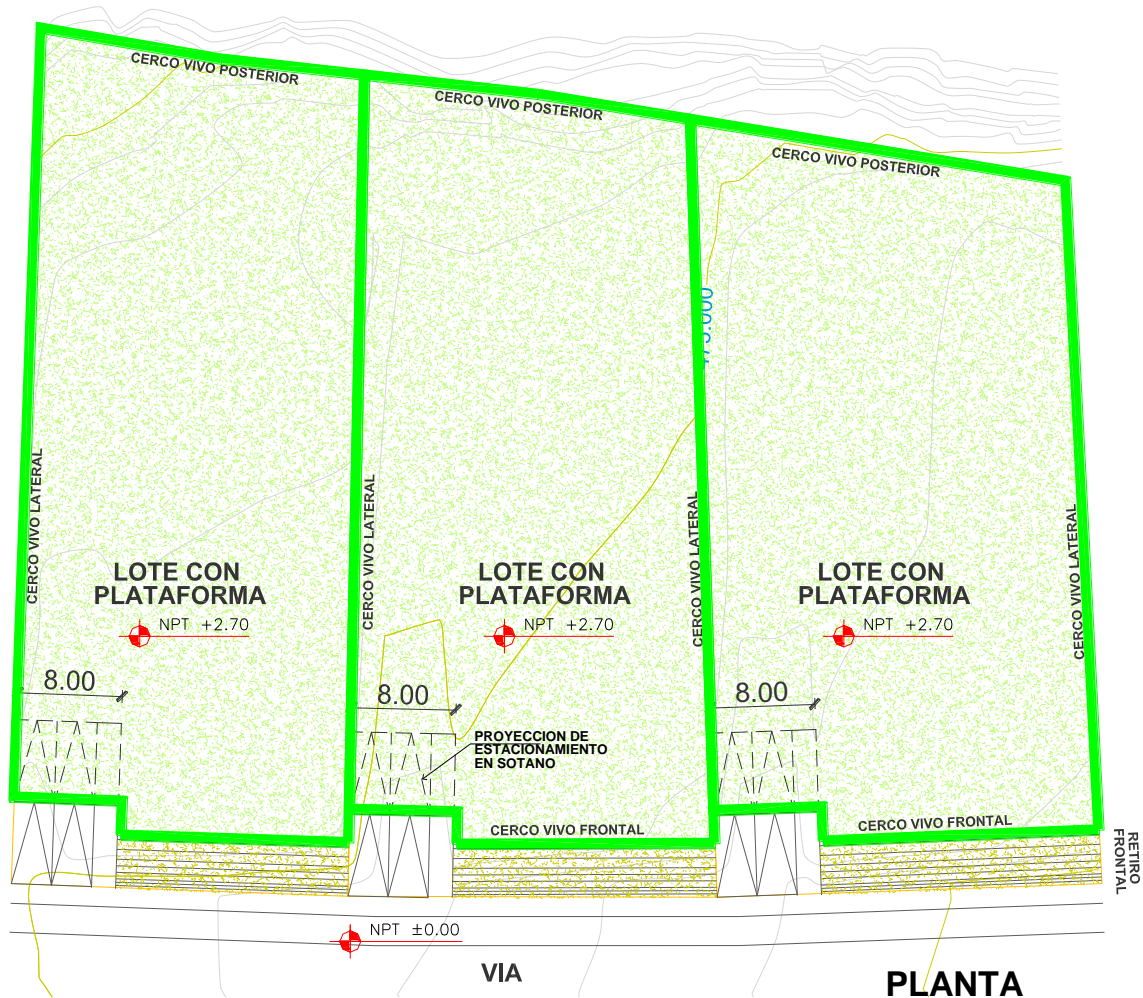 CERCO VIVO POSTERIOR
CERCO VIVO POSTERIOR
CERCO VIVO POSTERIOR
CERCO VIVO LATERAL
CERCO VIVO LATERAL
CERCO VIVO LATERAL
CERCO VIVO LATERAL
LOTE CON
PLATAFORMA
NPT +2.70
LOTE CON
PLATAFORMA
NPT +2.70
LOTE CON
PLATAFORMA
NPT +2.70
8.00
8.00
8.00
PROYECCION DE
ESTACIONAMIENTO
EN SOTANO
CERCO VIVO FRONTAL
CERCO VIVO FRONTAL
RETIRO
FRONTAL
NPT ±0.00
VIA
PLANTA